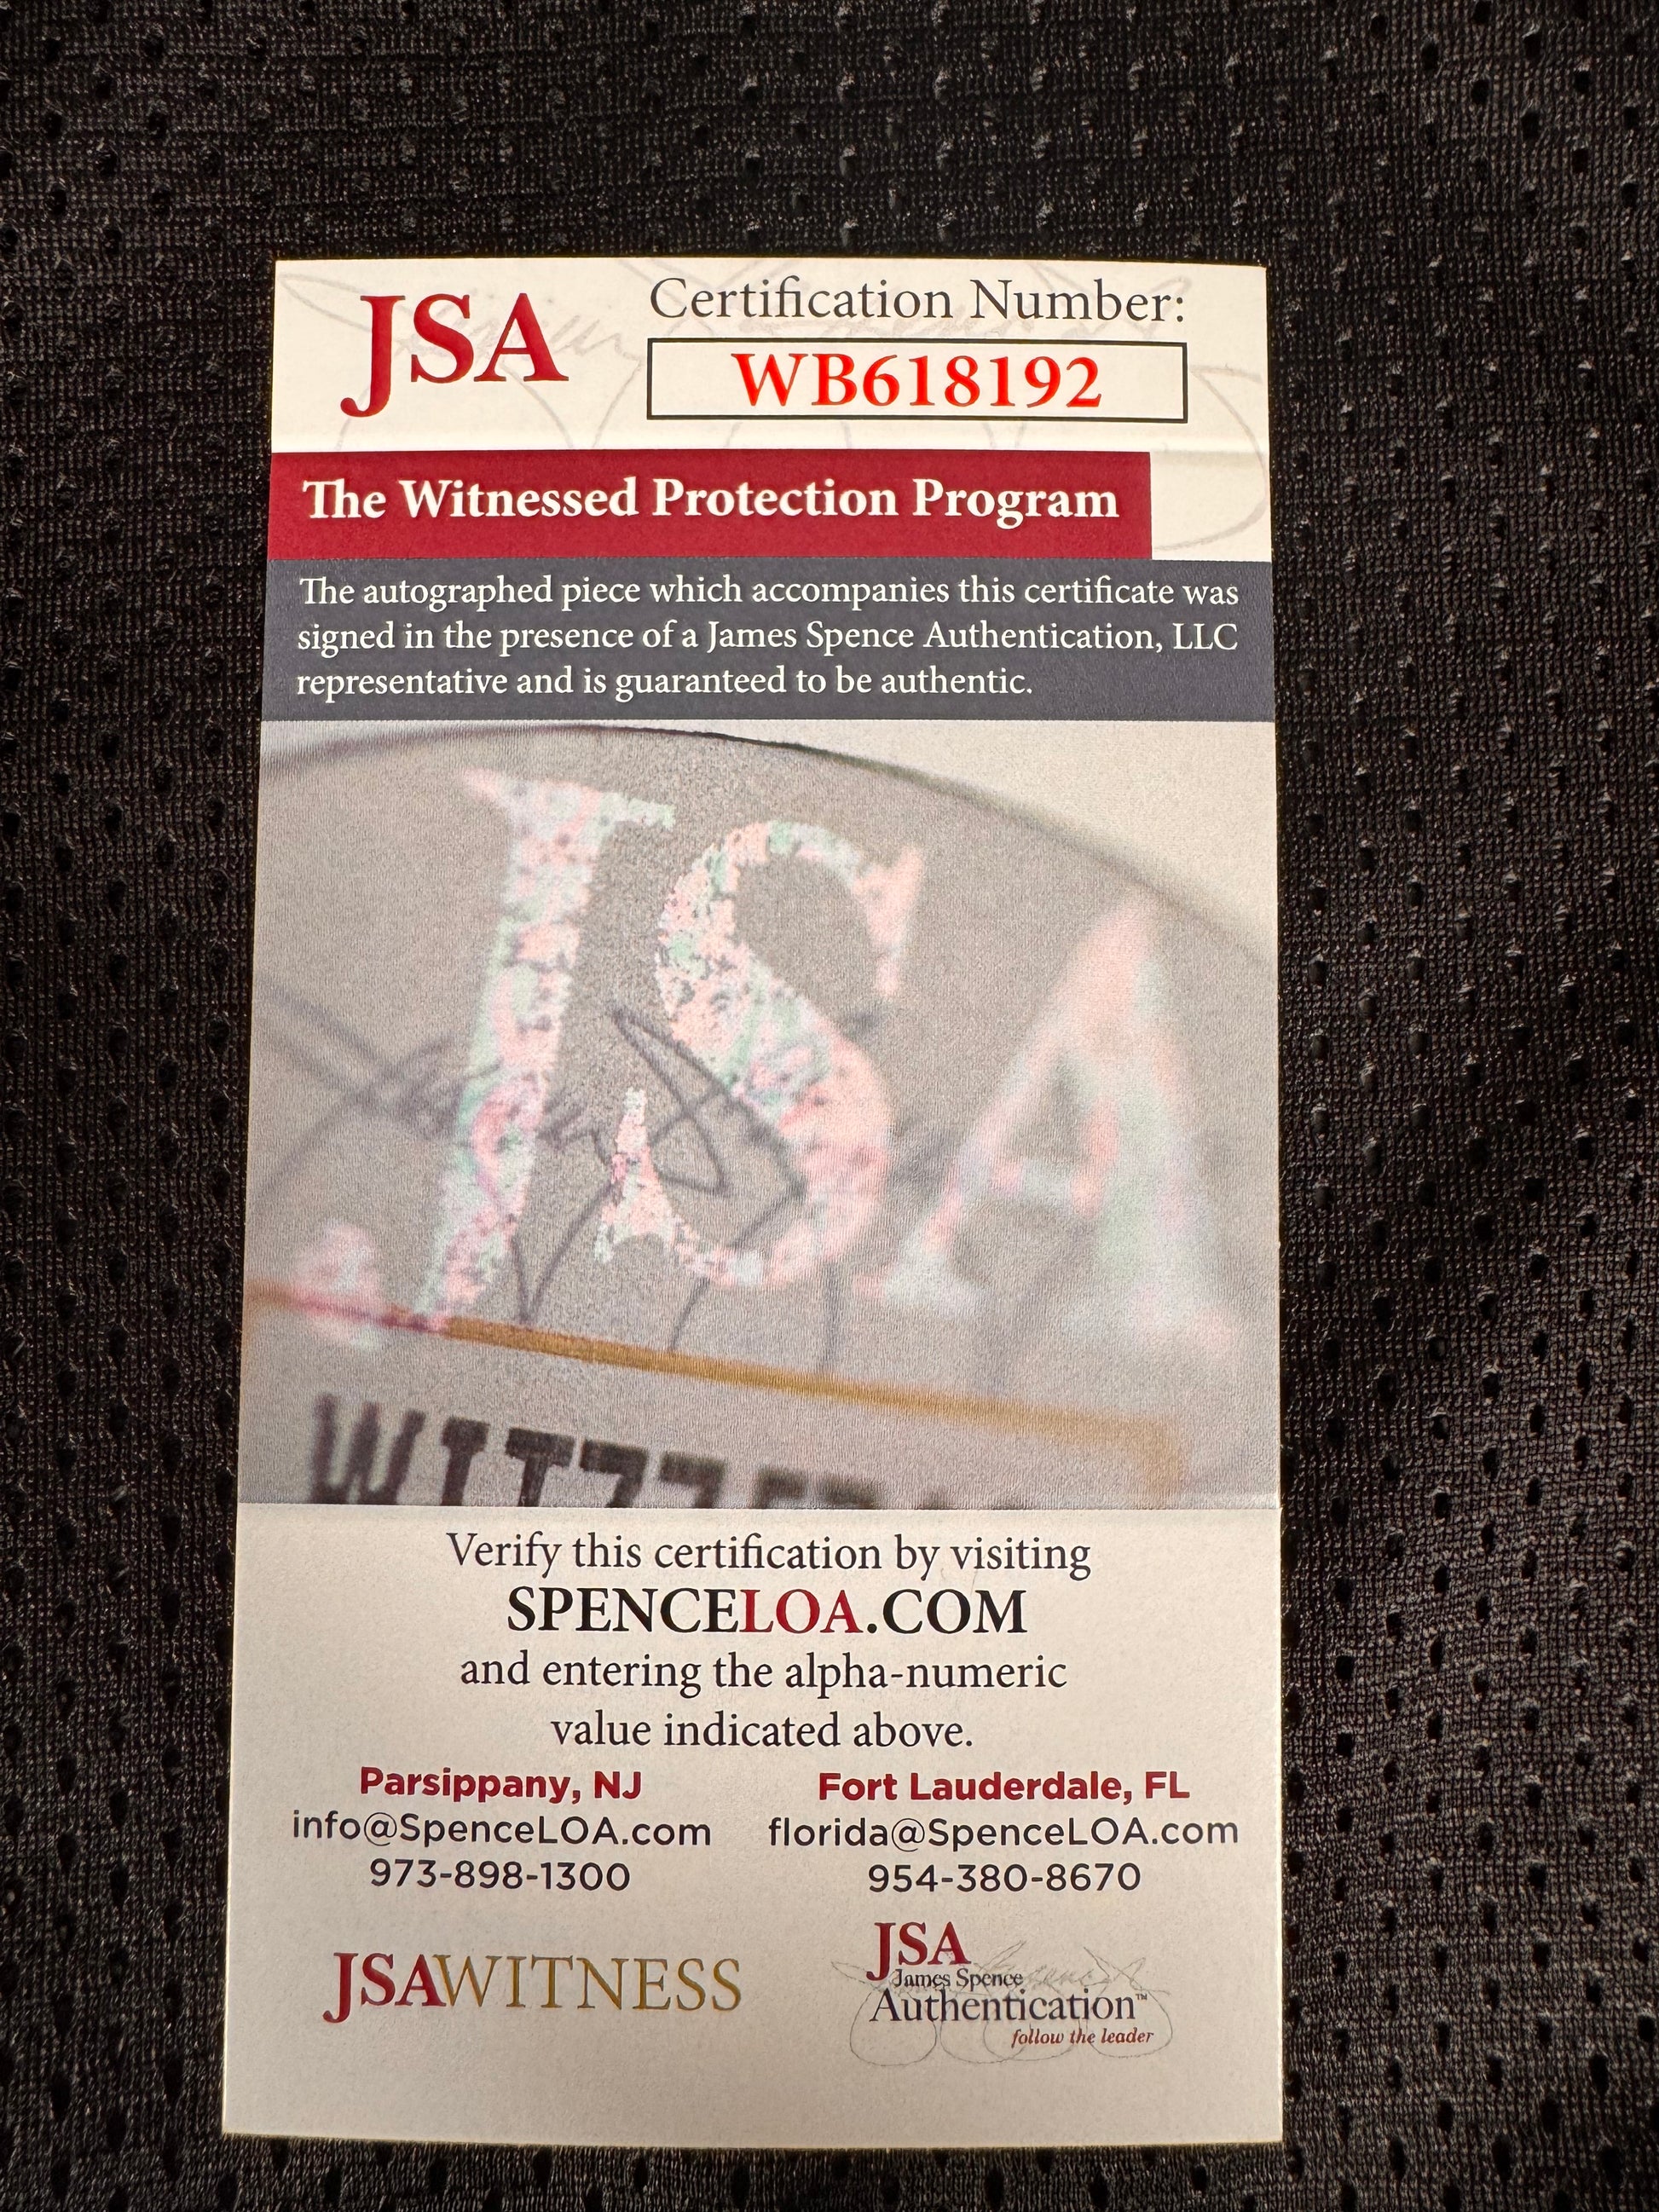 JSA
Certification Number:
WB618192
The Witnessed Protection Program
The autographed piece which accompanies this certificate was
signed in the presence of a James Spence Authentication, LLC
representative and is guaranteed to be authentic.
JSA
Verify this certification by visiting
SPENCELOA.COM
and entering the alpha-numeric
value indicated above.
Parsippany, NJ
info@SpenceLOA.com
973-898-1300
Fort Lauderdale, FL
florida@SpenceLOA.com
954-380-8670
JSAWITNESS
JSA
James Spence
Authentication™
follow the leader